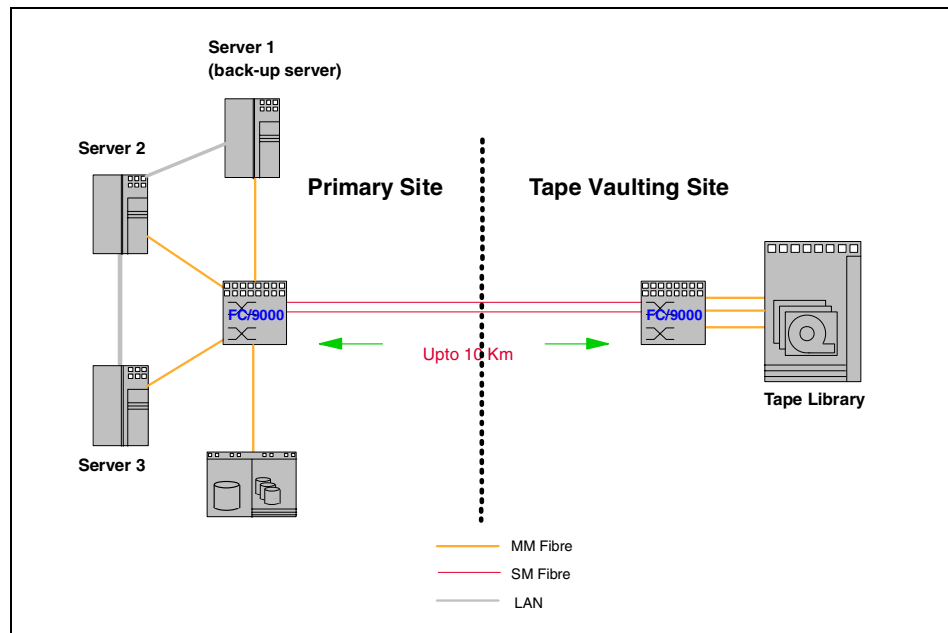 Server 1
(back-up server)
Server 2
Primary Site
Tape Vaulting Site
FC/9000
FC/9000
Upto 10 Km
Tape Library
Server 3
MM Fibre
SM Fibre
LAN